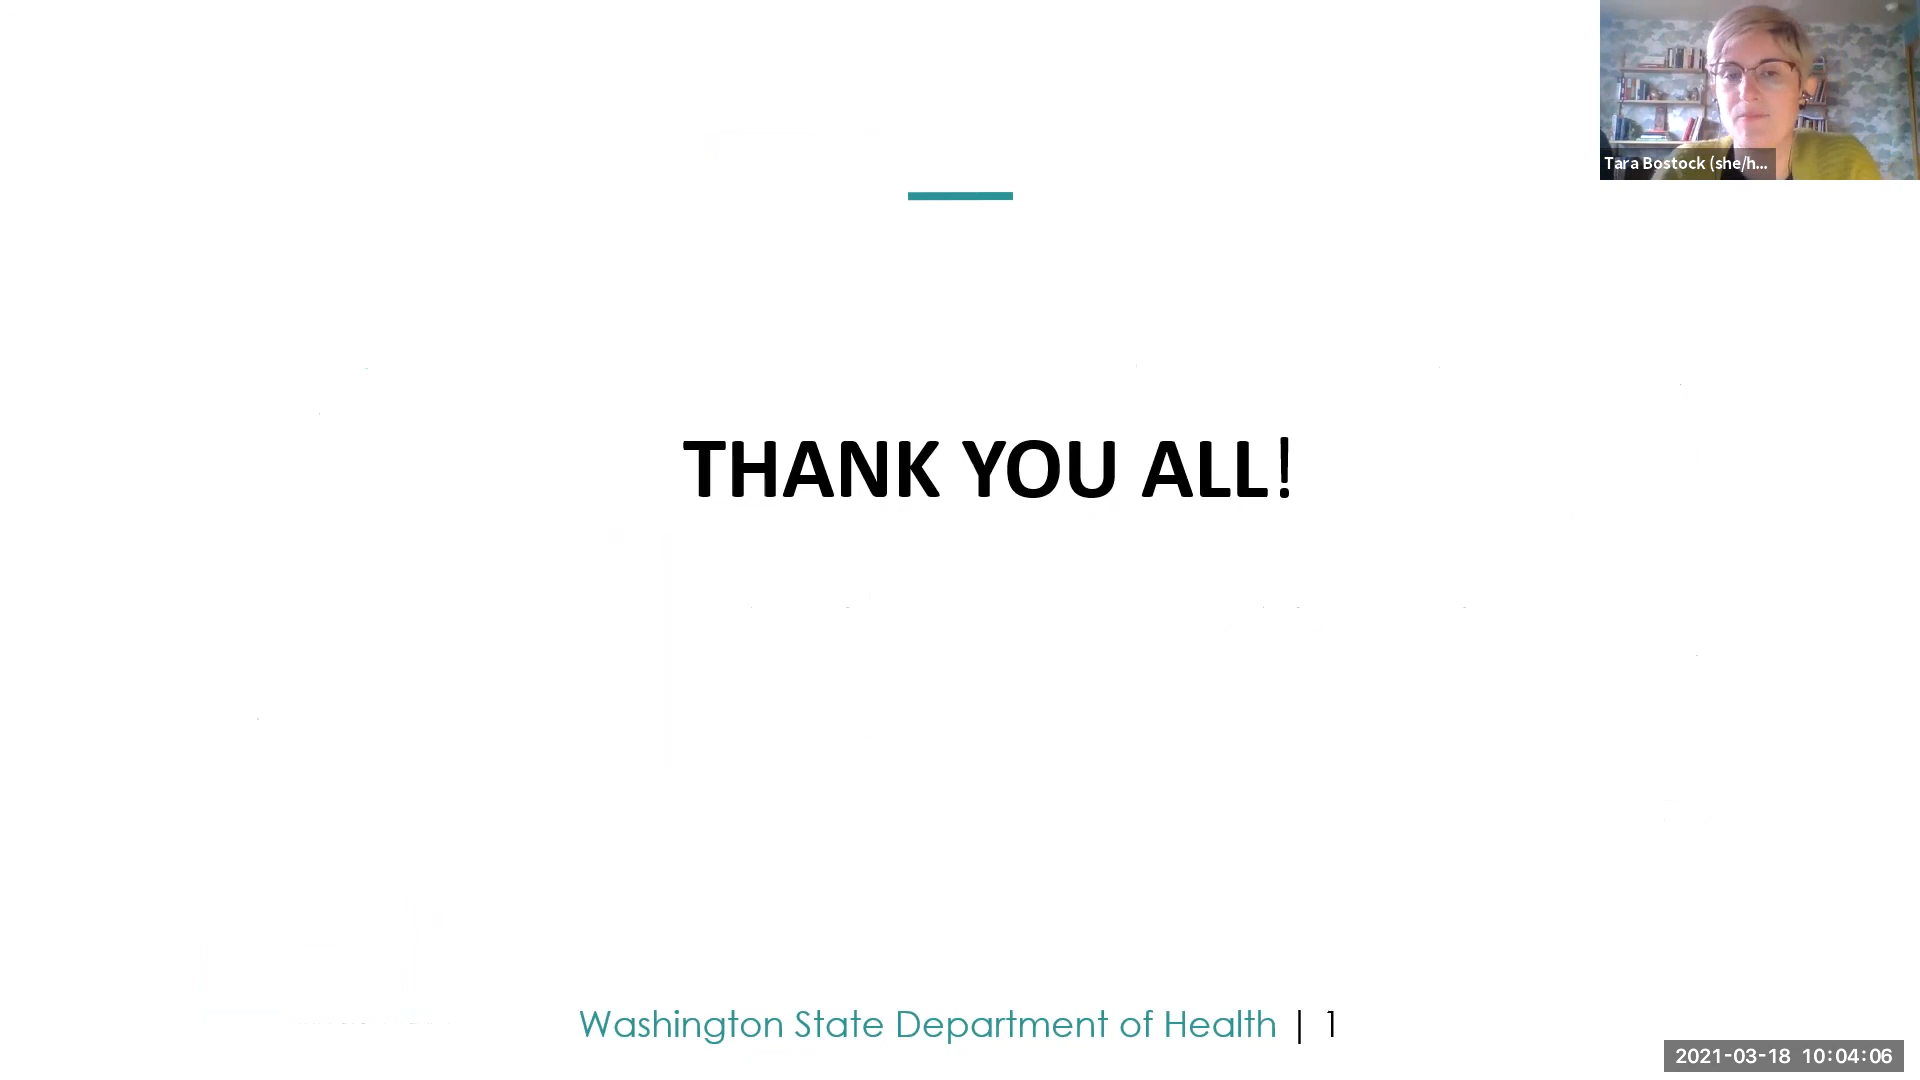 Tara Bostock (she/h...
THANK YOU ALL!
Washington State Department of Health | 1
2021-03-18 10:04:06